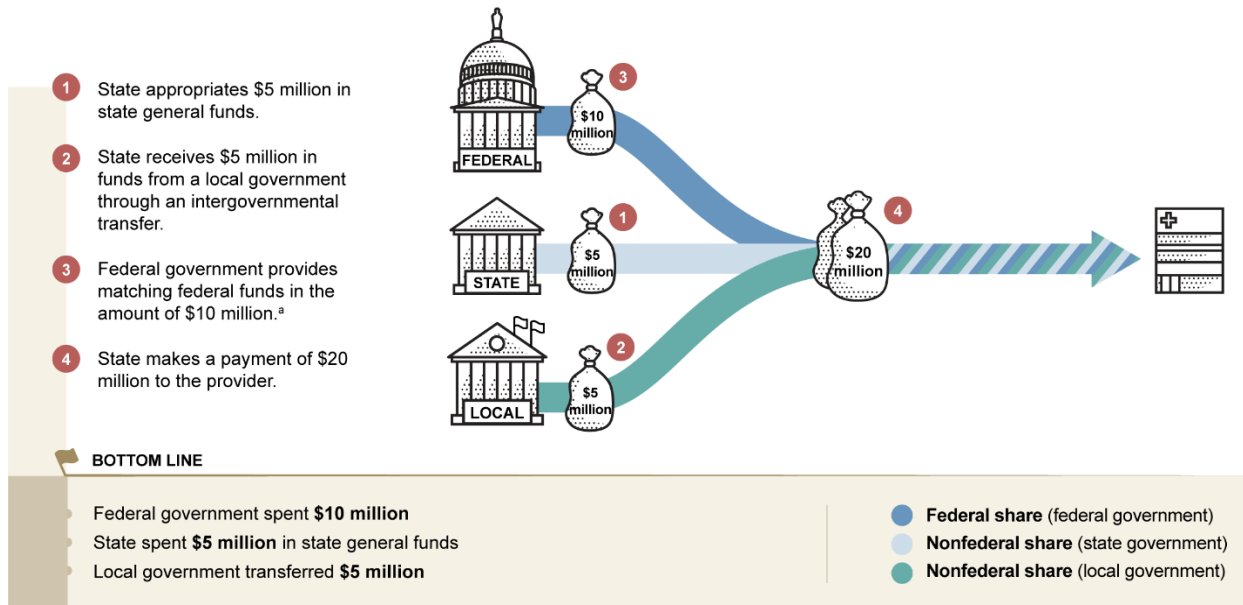 1
State appropriates $5 million in
state general funds.
2
State receives $5 million in
funds from a local government
through an intergovernmental
transfer.
3
Federal government provides
matching federal funds in the
amount of $10 million.ᵃ
4
State makes a payment of $20
million to the provider.
3
$10
million
FEDERAL
1
$5
million
STATE
2
$5
million
LOCAL
4
$20
million
BOTTOM LINE
Federal government spent $10 million
State spent $5 million in state general funds
Local government transferred $5 million
Federal share (federal government)
Nonfederal share (state government)
Nonfederal share (local government)